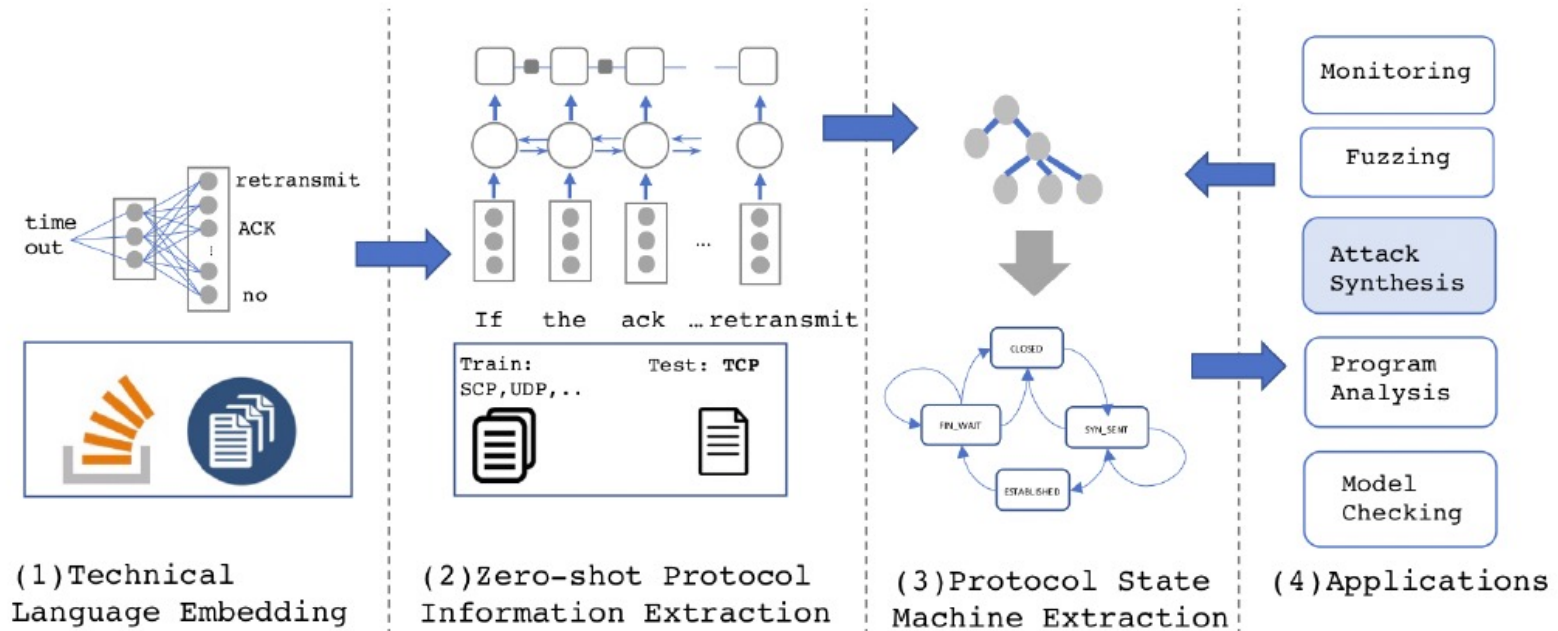 time
out
retransmit
ACK
⋮
no
(1)Technical
Language Embedding
...
If the ack … retransmit
Train:
SCP,UDP,..
Test: TCP
(2)Zero-shot Protocol
Information Extraction
CLOSED
FIN_WAIT
SYN_SENT
ESTABLISHED
(3)Protocol State
Machine Extraction
Monitoring
Fuzzing
Attack
Synthesis
Program
Analysis
Model
Checking
(4)Applications